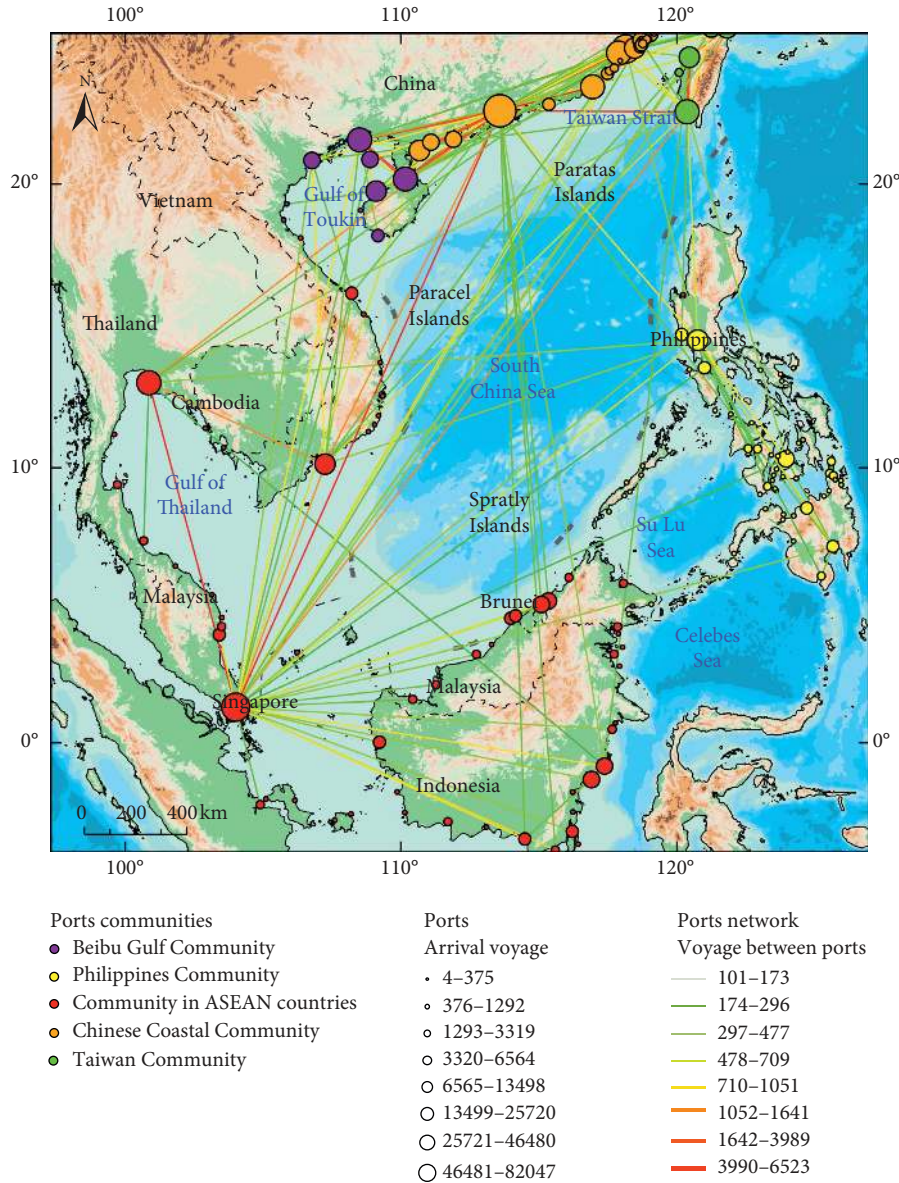 100°
110°
120°
N
China
Taiwan Strait
20°
20°
Paratas
Islands
Gulf of
Toukin
Vietnam
Paracel
Islands
Thailand
Philippines
South
China Sea
Cambodia
10°
10°
Gulf of
Thailand
Spratly
Islands
Su Lu
Sea
Malaysia
Brunei
Celebes
Sea
Malaysia
Singapore
0°
0°
Indonesia
0 200 400 km
100°
110°
120°
Ports communities
Beibu Gulf Community
Philippines Community
Community in ASEAN countries
Chinese Coastal Community
Taiwan Community
Ports
Arrival voyage
4–375
376–1292
1293–3319
3320–6564
6565–13498
13499–25720
25721–46480
46481–82047
Ports network
Voyage between ports
101–173
174–296
297–477
478–709
710–1051
1052–1641
1642–3989
3990–6523